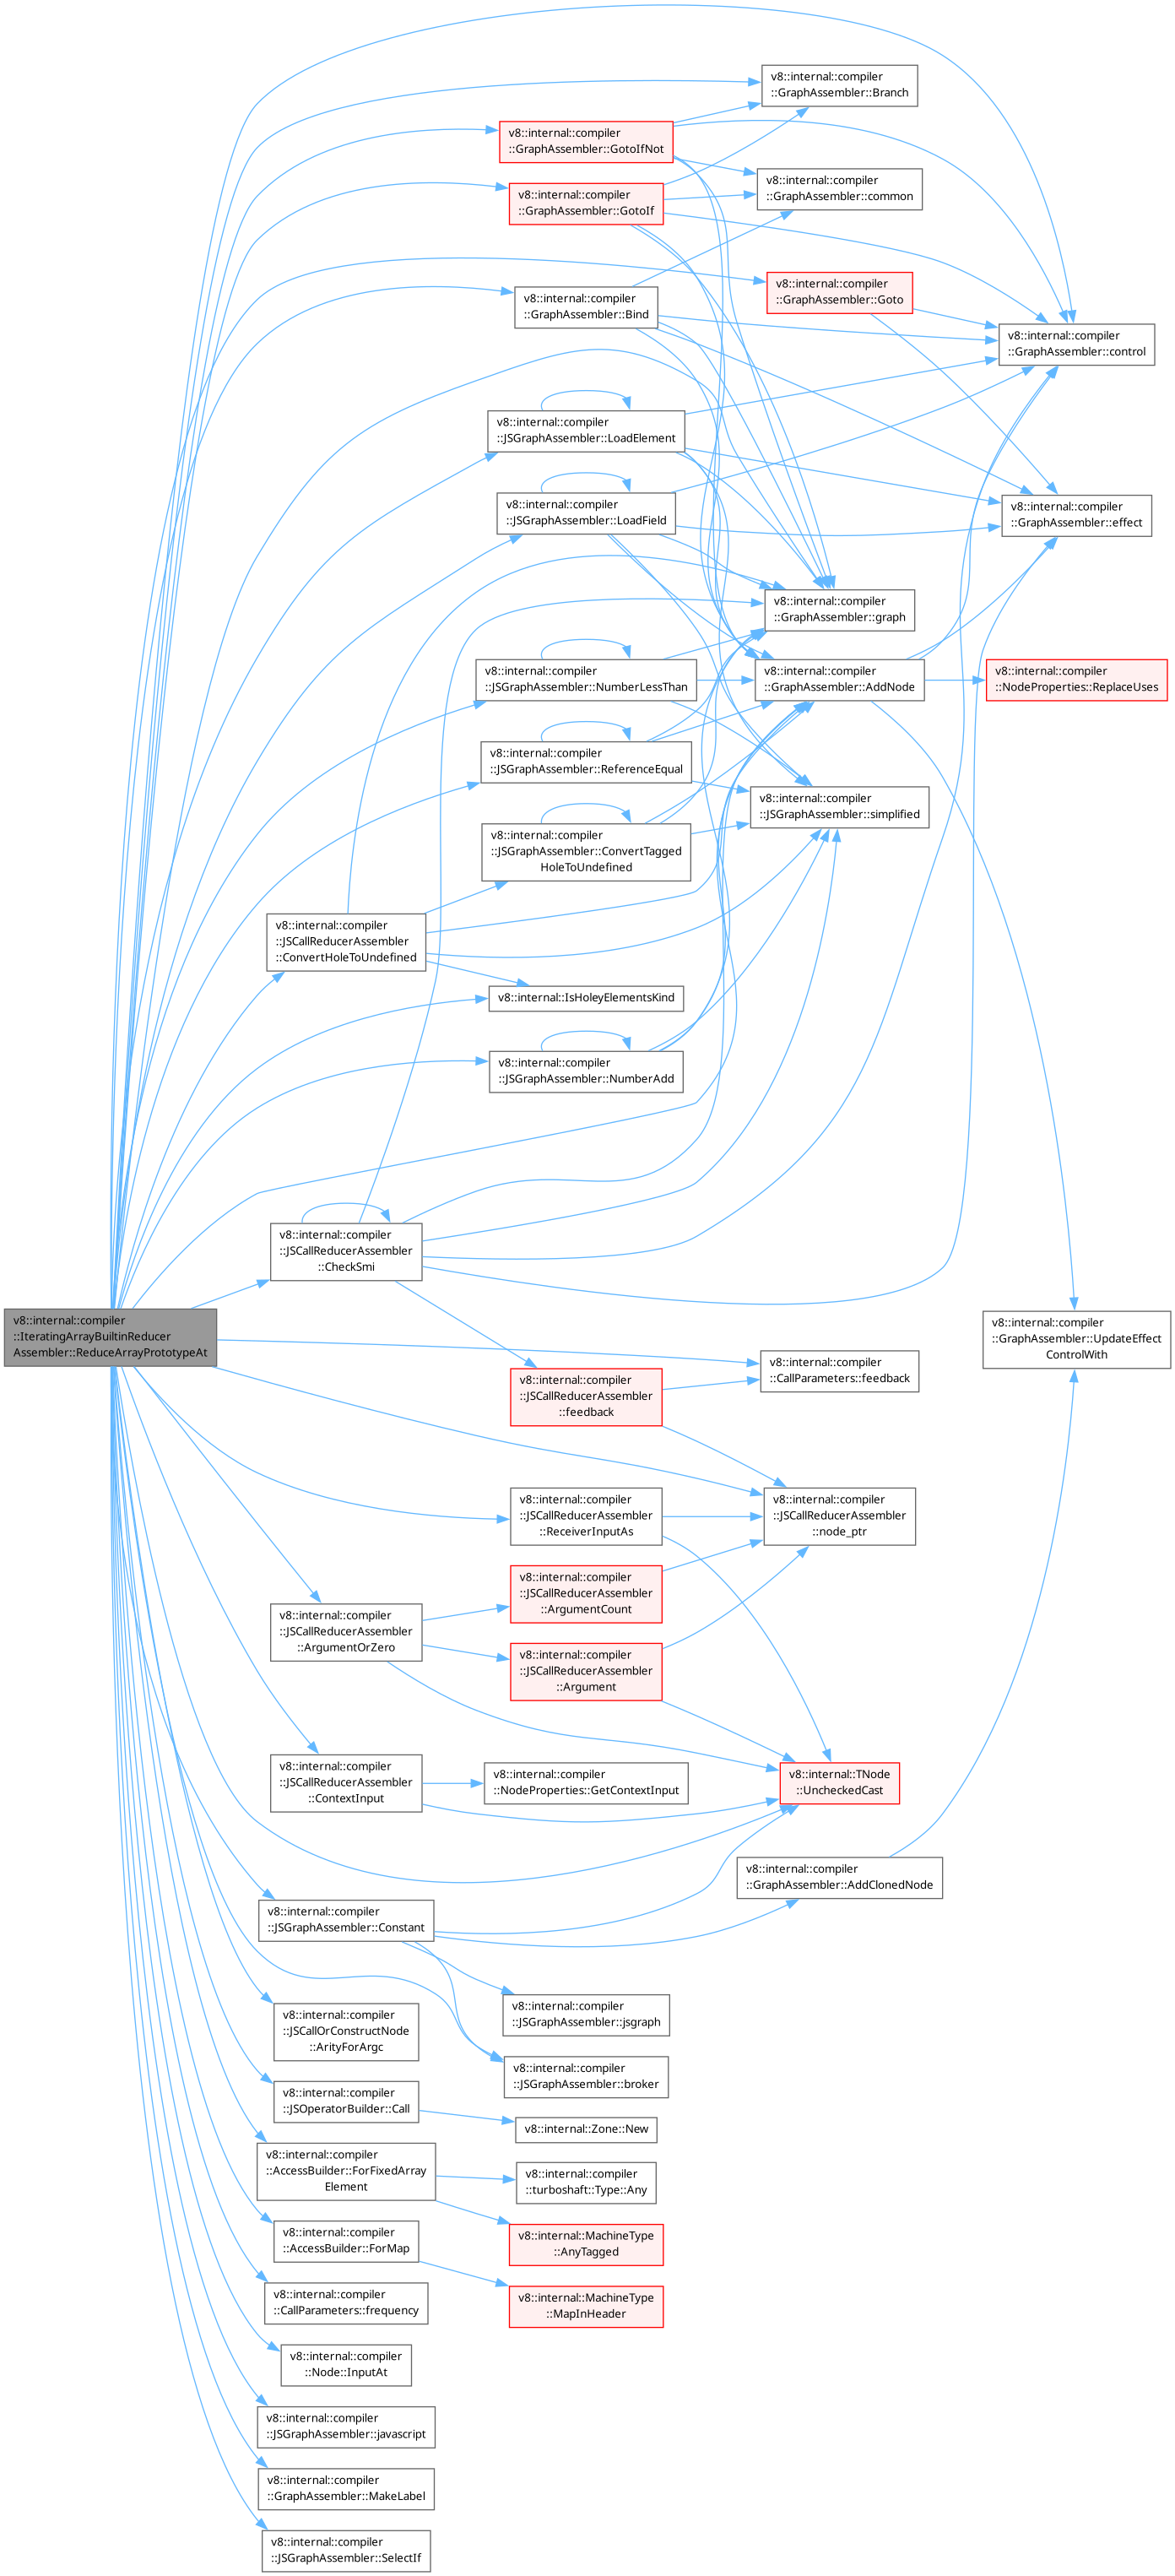 v8::internal::compiler
::GraphAssembler::Branch
v8::internal::compiler
::GraphAssembler::GotoIfNot
v8::internal::compiler
::GraphAssembler::common
v8::internal::compiler
::GraphAssembler::GotoIf
v8::internal::compiler
::GraphAssembler::Goto
v8::internal::compiler
::GraphAssembler::Bind
v8::internal::compiler
::GraphAssembler::control
v8::internal::compiler
::JSGraphAssembler::LoadElement
v8::internal::compiler
::JSGraphAssembler::LoadField
v8::internal::compiler
::GraphAssembler::effect
v8::internal::compiler
::GraphAssembler::graph
v8::internal::compiler
::JSGraphAssembler::NumberLessThan
v8::internal::compiler
::GraphAssembler::AddNode
v8::internal::compiler
::NodeProperties::ReplaceUses
v8::internal::compiler
::JSGraphAssembler::ReferenceEqual
v8::internal::compiler
::JSGraphAssembler::simplified
v8::internal::compiler
::JSGraphAssembler::ConvertTagged
HoleToUndefined
v8::internal::compiler
::JSCallReducerAssembler
::ConvertHoleToUndefined
v8::internal::IsHoleyElementsKind
v8::internal::compiler
::JSGraphAssembler::NumberAdd
v8::internal::compiler
::JSCallReducerAssembler
::CheckSmi
v8::internal::compiler
::IteratingArrayBuiltinReducer
Assembler::ReduceArrayPrototypeAt
v8::internal::compiler
::GraphAssembler::UpdateEffect
ControlWith
v8::internal::compiler
::CallParameters::feedback
v8::internal::compiler
::JSCallReducerAssembler
::feedback
v8::internal::compiler
::JSCallReducerAssembler
::ReceiverInputAs
v8::internal::compiler
::JSCallReducerAssembler
::node_ptr
v8::internal::compiler
::JSCallReducerAssembler
::ArgumentCount
v8::internal::compiler
::JSCallReducerAssembler
::ArgumentOrZero
v8::internal::compiler
::JSCallReducerAssembler
::Argument
v8::internal::compiler
::JSCallReducerAssembler
::ContextInput
v8::internal::compiler
::NodeProperties::GetContextInput
v8::internal::TNode
::UncheckedCast
v8::internal::compiler
::GraphAssembler::AddClonedNode
v8::internal::compiler
::JSGraphAssembler::Constant
v8::internal::compiler
::JSGraphAssembler::jsgraph
v8::internal::compiler
::JSCallOrConstructNode
::ArityForArgc
v8::internal::compiler
::JSGraphAssembler::broker
v8::internal::compiler
::JSOperatorBuilder::Call
v8::internal::Zone::New
v8::internal::compiler
::AccessBuilder::ForFixedArray
Element
v8::internal::compiler
::turboshaft::Type::Any
v8::internal::MachineType
::AnyTagged
v8::internal::compiler
::AccessBuilder::ForMap
v8::internal::MachineType
::MapInHeader
v8::internal::compiler
::CallParameters::frequency
v8::internal::compiler
::Node::InputAt
v8::internal::compiler
::JSGraphAssembler::javascript
v8::internal::compiler
::GraphAssembler::MakeLabel
v8::internal::compiler
::JSGraphAssembler::SelectIf